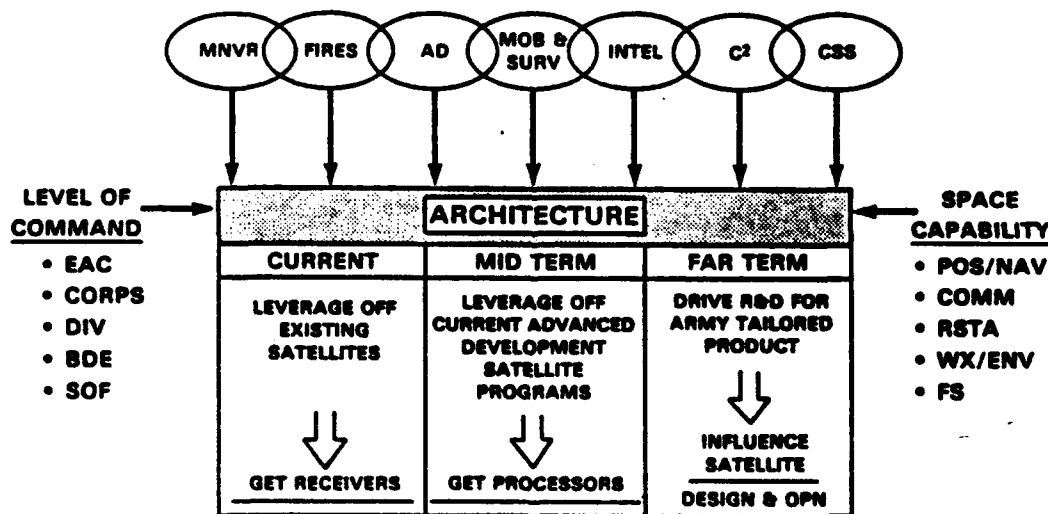 MNVR
FIRES
AD
MOB &
SURV
INTEL
C²
CSS
LEVEL OF
COMMAND
• EAC
• CORPS
• DIV
• BDE
• SOF
ARCHITECTURE
CURRENT
LEVERAGE OFF
EXISTING
SATELLITES
GET RECEIVERS
MID TERM
LEVERAGE OFF
CURRENT ADVANCED
DEVELOPMENT
SATELLITE
PROGRAMS
GET PROCESSORS
FAR TERM
DRIVE R&D FOR
ARMY TAILORED
PRODUCT
INFLUENCE
SATELLITE
DESIGN & OPN
SPACE
CAPABILITY
• POS/NAV
• COMM
• RSTA
• WX/ENV
• FS